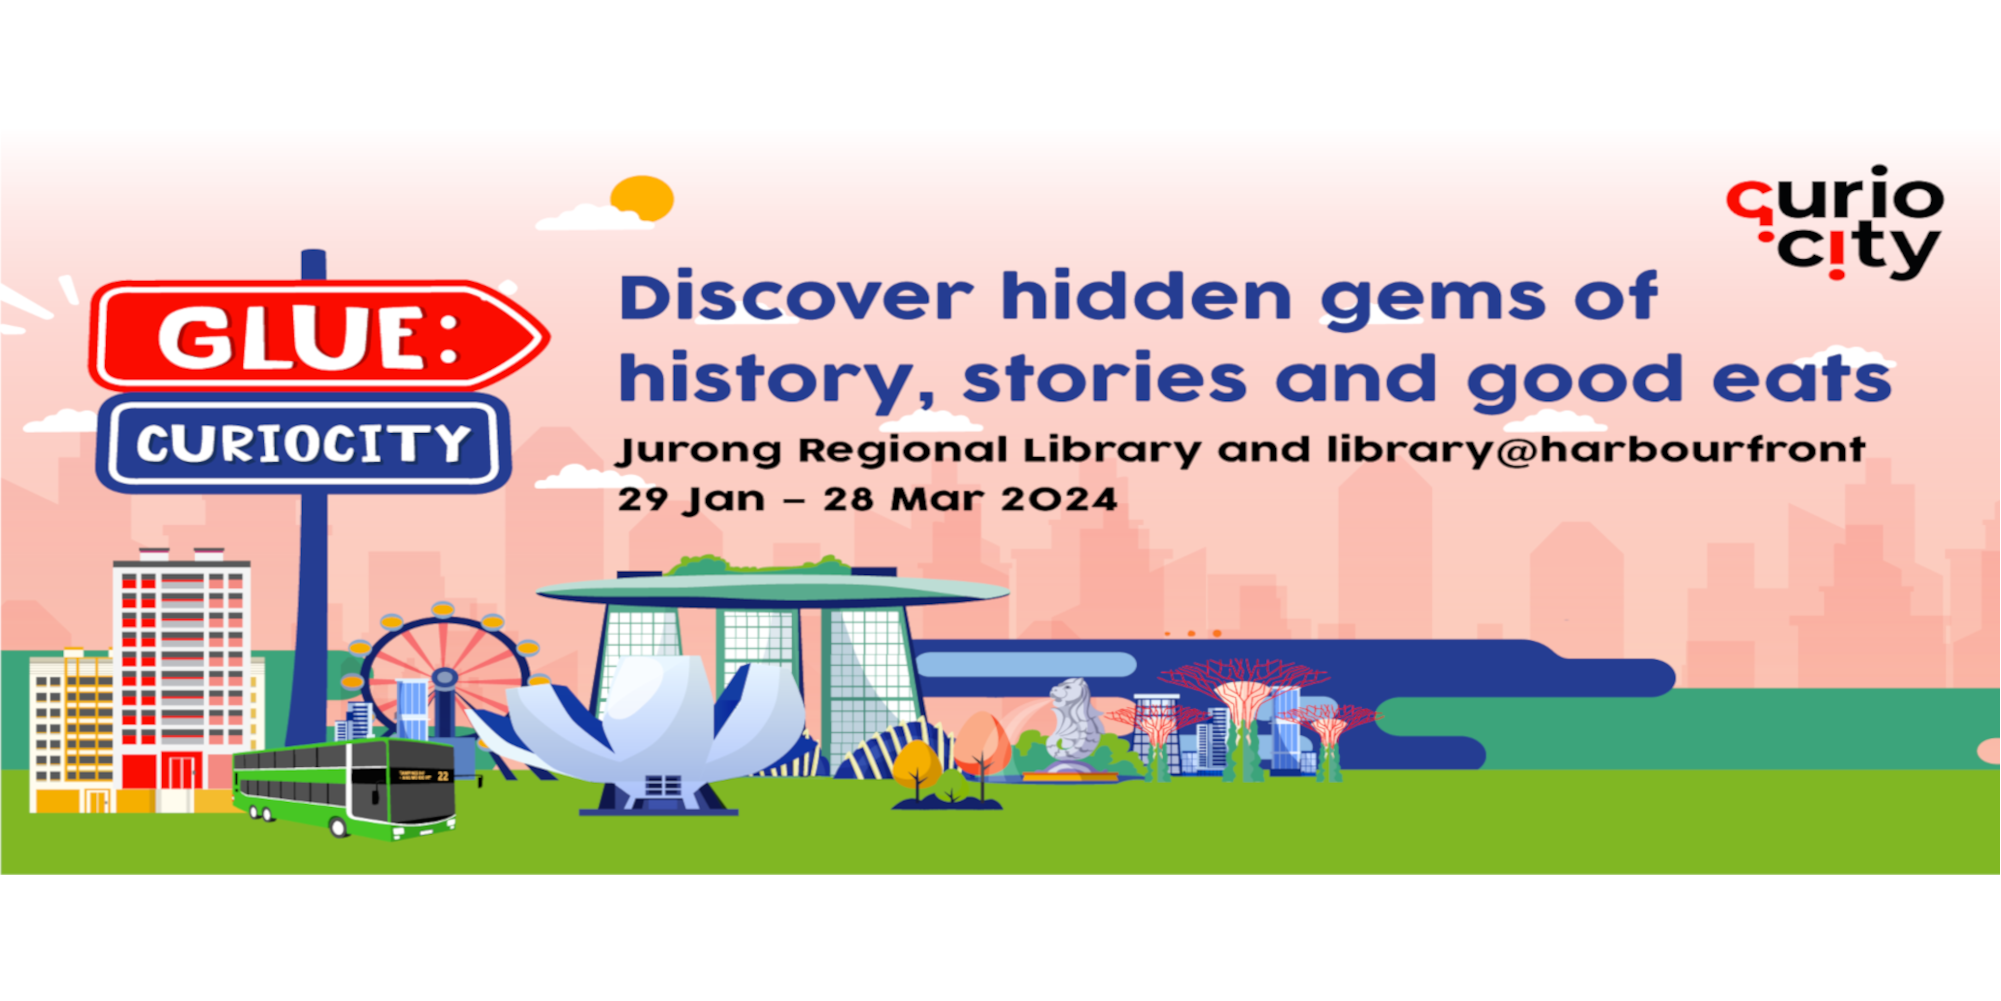 curio
city
GLUE:
CURIOCITY
Discover hidden gems of
history, stories and good eats
Jurong Regional Library and library@harbourfront
29 Jan – 28 Mar 2024
22